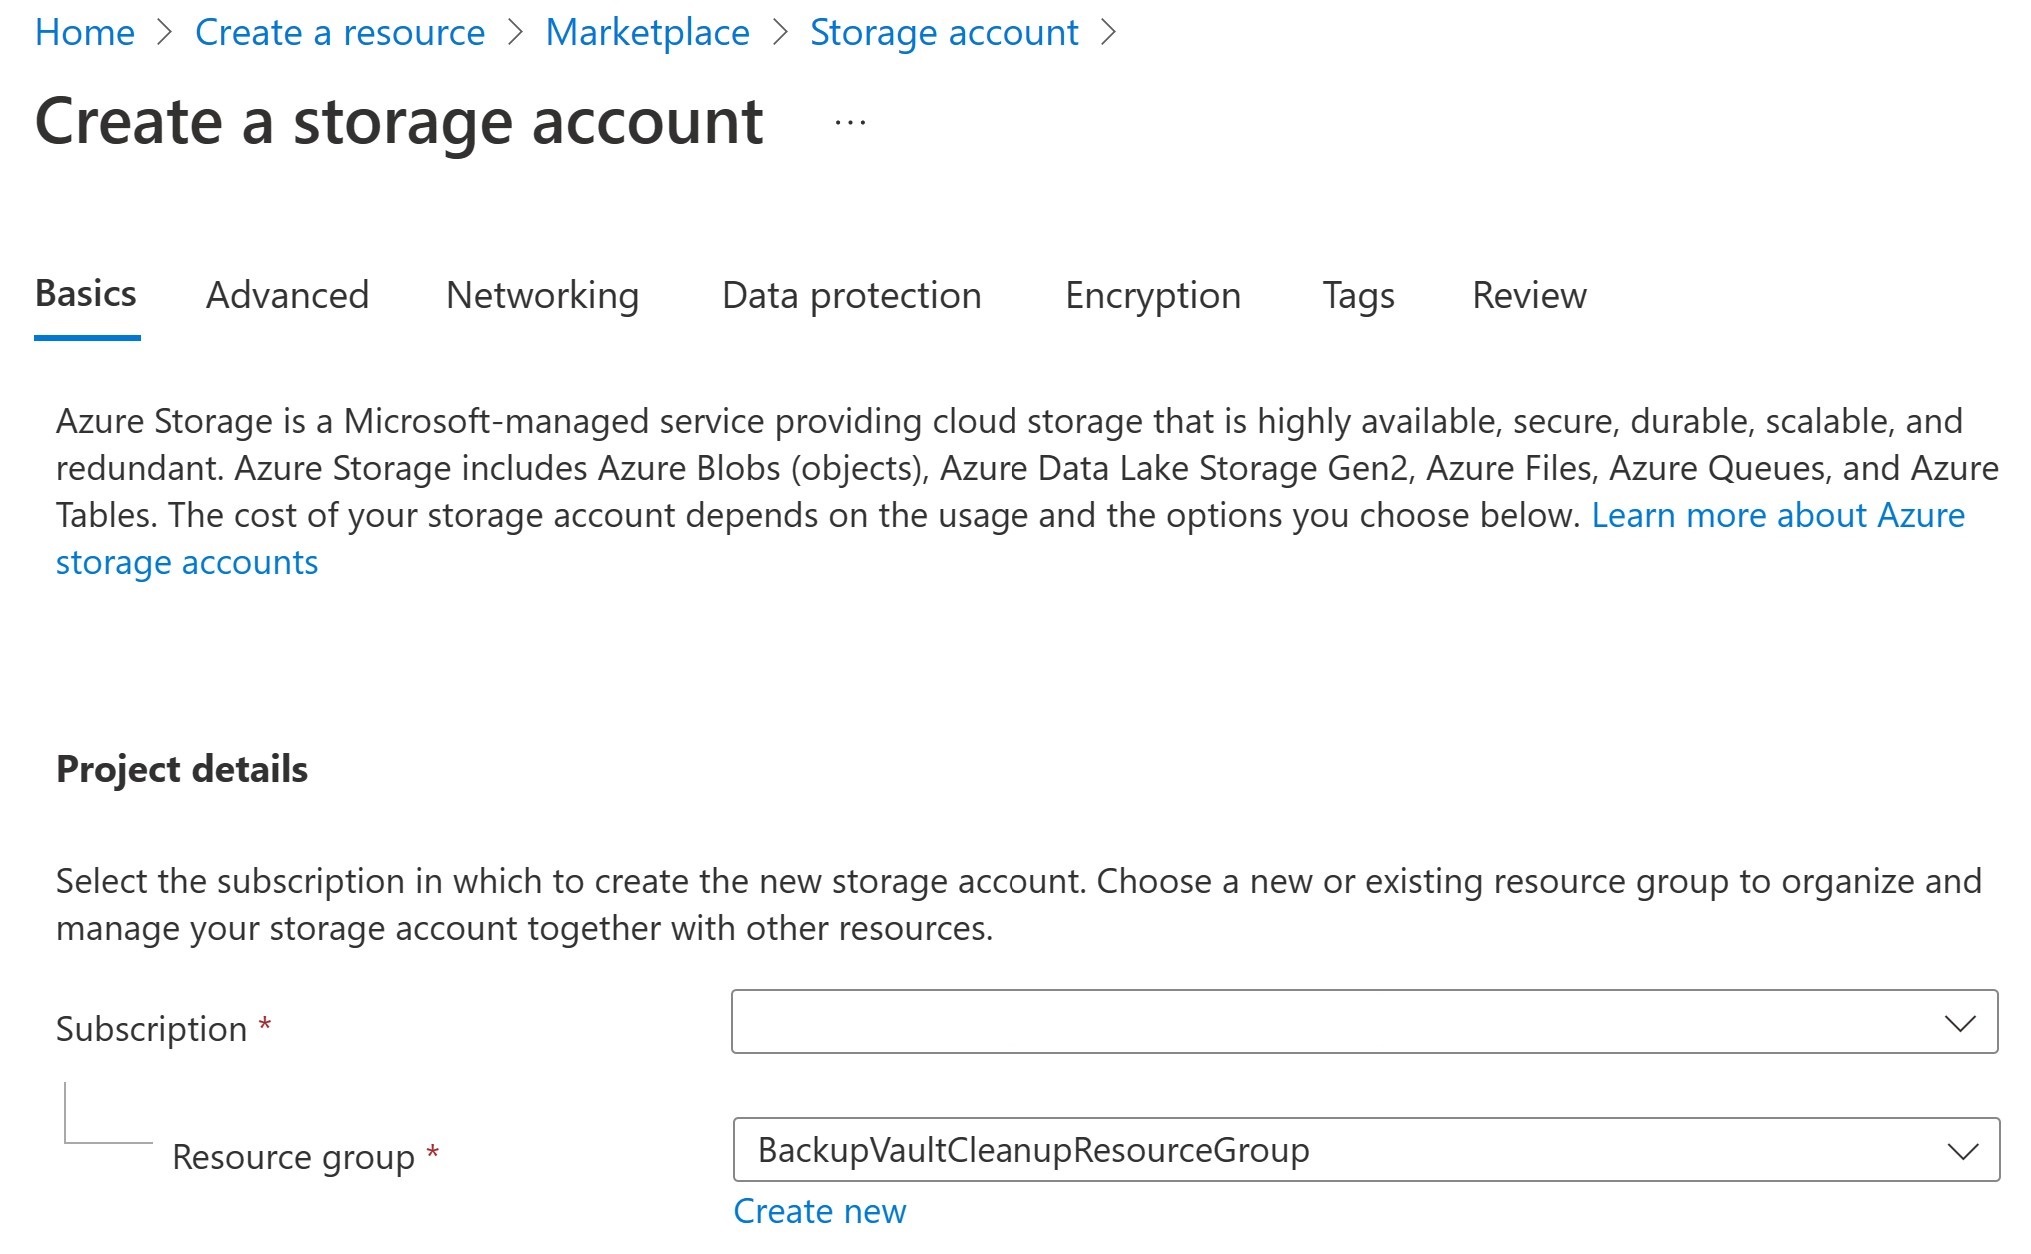 Home > Create a resource > Marketplace > Storage account >
Create a storage account ...
Basics Advanced Networking Data protection Encryption Tags Review
Azure Storage is a Microsoft-managed service providing cloud storage that is highly available, secure, durable, scalable, and
redundant. Azure Storage includes Azure Blobs (objects), Azure Data Lake Storage Gen2, Azure Files, Azure Queues, and Azure
Tables. The cost of your storage account depends on the usage and the options you choose below. Learn more about Azure
storage accounts
Project details
Select the subscription in which to create the new storage account. Choose a new or existing resource group to organize and
manage your storage account together with other resources.
Subscription *
Resource group * BackupVaultCleanupResourceGroup
Create new